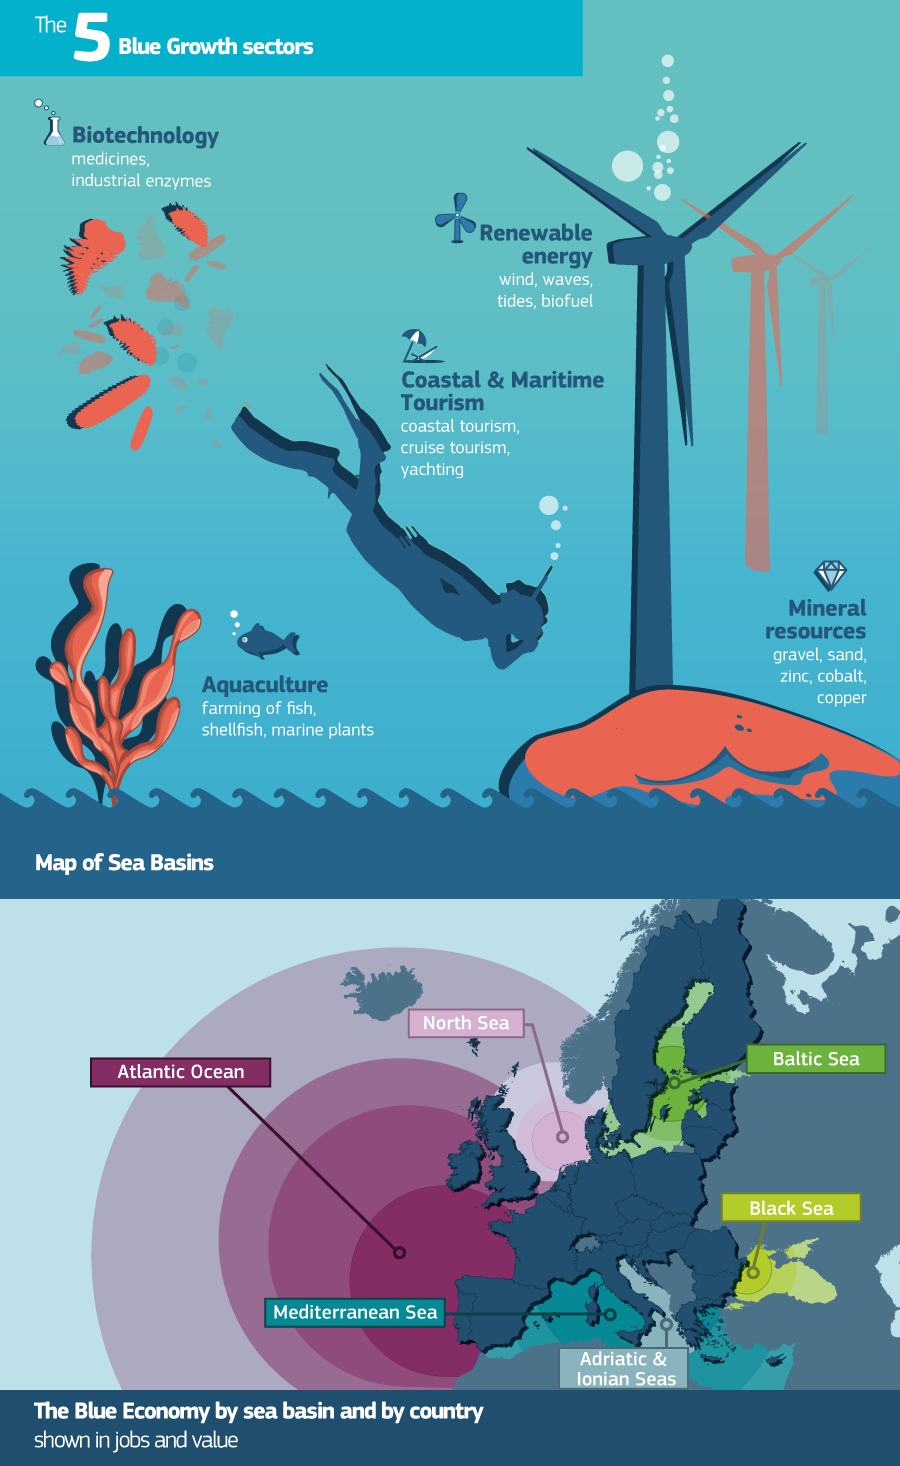 The 5 Blue Growth sectors
Biotechnology
medicines,
industrial enzymes
Renewable
energy
wind, waves,
tides, biofuel
Coastal & Maritime
Tourism
coastal tourism,
cruise tourism,
yachting
Mineral
resources
gravel, sand,
zinc, cobalt,
copper
Aquaculture
farming of fish,
shellfish, marine plants
Map of Sea Basins
North Sea
Baltic Sea
Atlantic Ocean
Black Sea
Mediterranean Sea
Adriatic &
Ionian Seas
The Blue Economy by sea basin and by country
shown in jobs and value